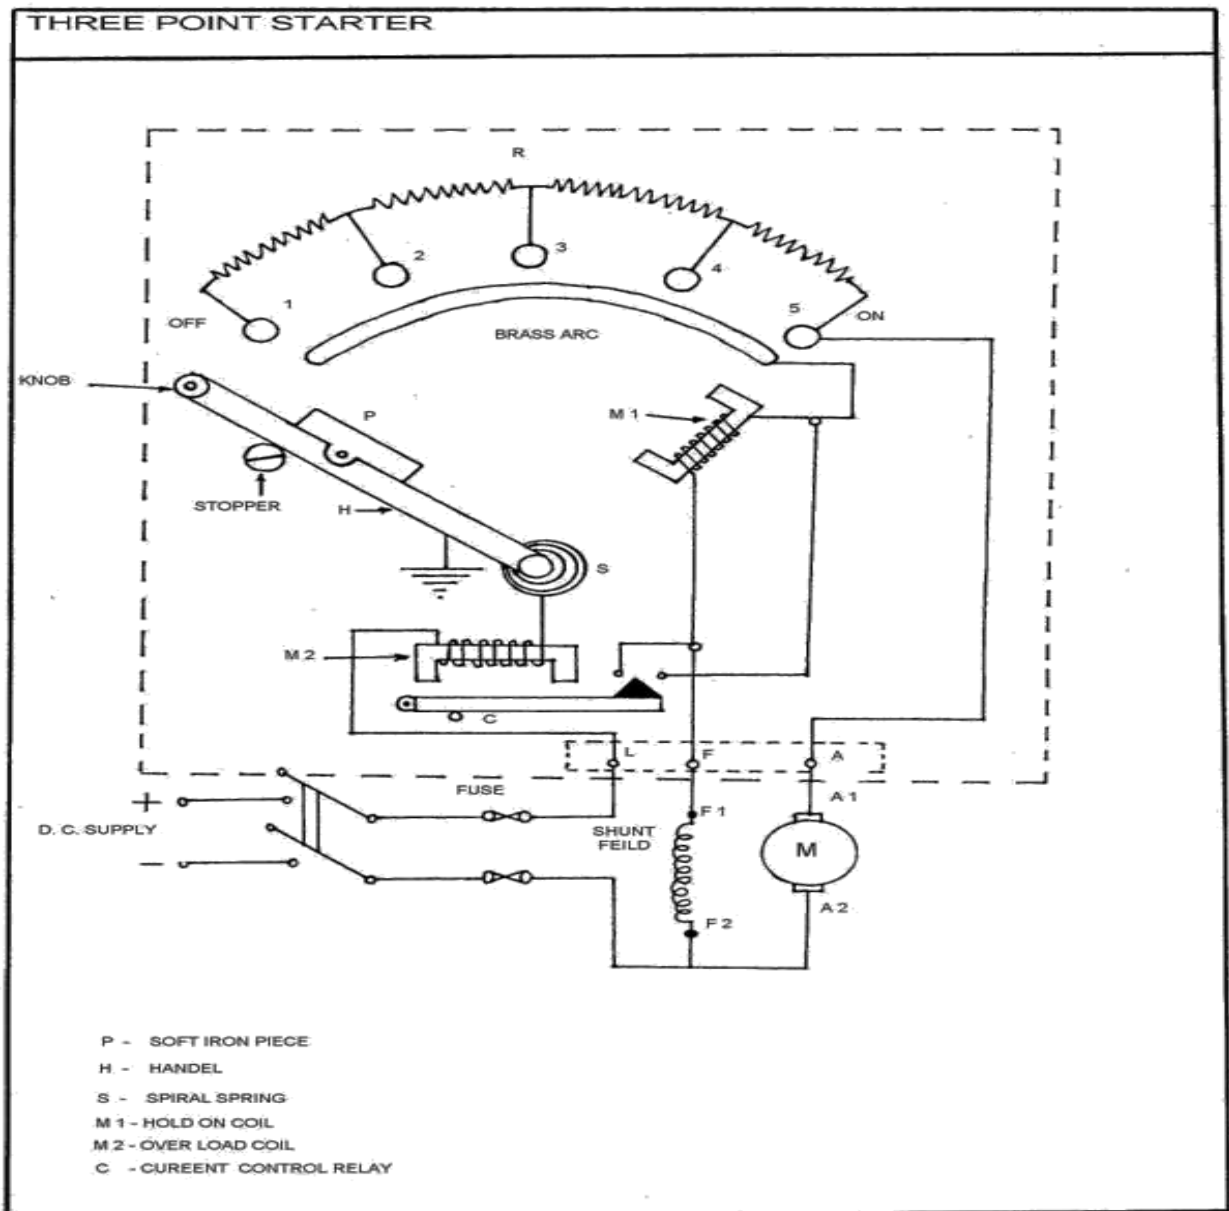 THREE POINT STARTER
R
1
2
3
4
5
OFF
ON
BRASS ARC
KNOB
P
M 1
STOPPER
H
S
M 2
C
L
F
A
+
D. C. SUPPLY
−
FUSE
SHUNT
FEILD
F 1
F 2
A 1
M
A 2
P - SOFT IRON PIECE
H - HANDEL
S - SPIRAL SPRING
M 1 - HOLD ON COIL
M 2 - OVER LOAD COIL
C - CUREENT CONTROL RELAY